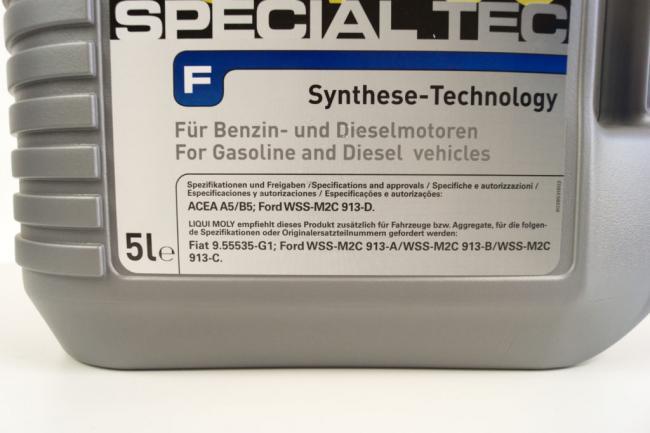 SPECIAL TEC
F
Synthese-Technology
Für Benzin- und Dieselmotoren
For Gasoline and Diesel vehicles
Spezifikationen und Freigaben /Specifications and approvals / Specifiche e autorizzazioni /
Especificaciones y autorizaciones / Especificações e autorizações:
ACEA A5/B5; Ford WSS-M2C 913-D.
LIQUI MOLY empfiehlt dieses Produkt zusätzlich für Fahrzeuge bzw. Aggregate, für die folgen-
de Spezifikationen oder Originalersatzteilnummern gefordert werden:
Fiat 9.55535-G1; Ford WSS-M2C 913-A/WSS-M2C 913-B/WSS-M2C
913-C.
5l e